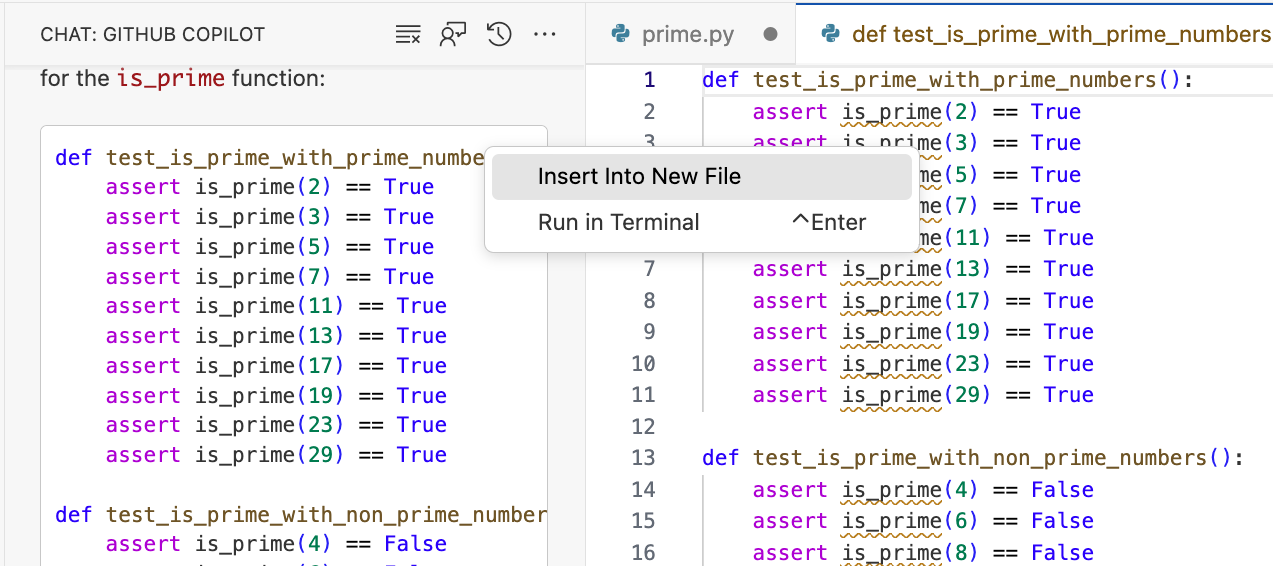 CHAT: GITHUB COPILOT
for the is_prime function:
def test_is_prime_with_prime_numbe
    assert is_prime(2) == True
    assert is_prime(3) == True
    assert is_prime(5) == True
    assert is_prime(7) == True
    assert is_prime(11) == True
    assert is_prime(13) == True
    assert is_prime(17) == True
    assert is_prime(19) == True
    assert is_prime(23) == True
    assert is_prime(29) == True
def test_is_prime_with_non_prime_number
    assert is_prime(4) == False
Insert Into New File
Run in Terminal ^Enter
prime.py
def test_is_prime_with_prime_numbers
1 def test_is_prime_with_prime_numbers():
2     assert is_prime(2) == True
3     assert is_prime(3) == True
me(5) == True
me(7) == True
me(11) == True
7     assert is_prime(13) == True
8     assert is_prime(17) == True
9     assert is_prime(19) == True
10     assert is_prime(23) == True
11     assert is_prime(29) == True
12
13 def test_is_prime_with_non_prime_numbers():
14     assert is_prime(4) == False
15     assert is_prime(6) == False
16     assert is_prime(8) == False